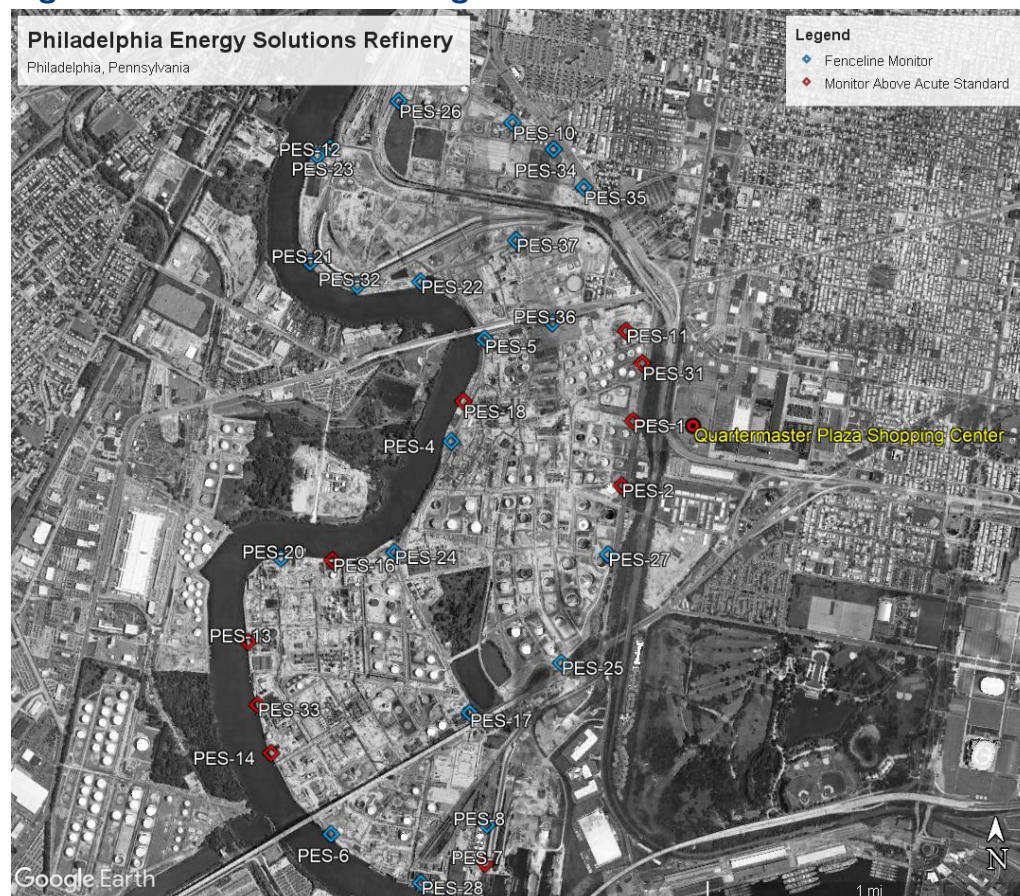 Philadelphia Energy Solutions Refinery
Philadelphia, Pennsylvania
Legend
Fenceline Monitor
Monitor Above Acute Standard
PES-26
PES-10
PES-12
PES-34
PES-23
PES-35
PES-37
PES-21
PES-32
PES-22
PES-36
PES-5
PES-11
PES-31
PES-18
PES-1
Quartermaster Plaza Shopping Center
PES-4
PES-2
PES-20
PES-16
PES-24
PES-27
PES-13
PES-25
PES-33
PES-17
PES-14
PES-8
PES-6
PES-7
PES-28
N
Google Earth
1 mi